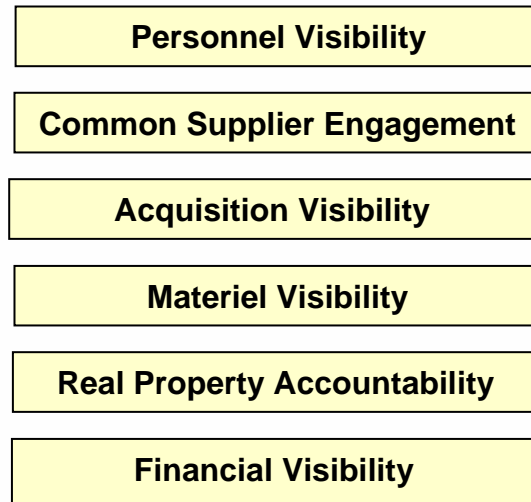 Personnel Visibility
Common Supplier Engagement
Acquisition Visibility
Materiel Visibility
Real Property Accountability
Financial Visibility